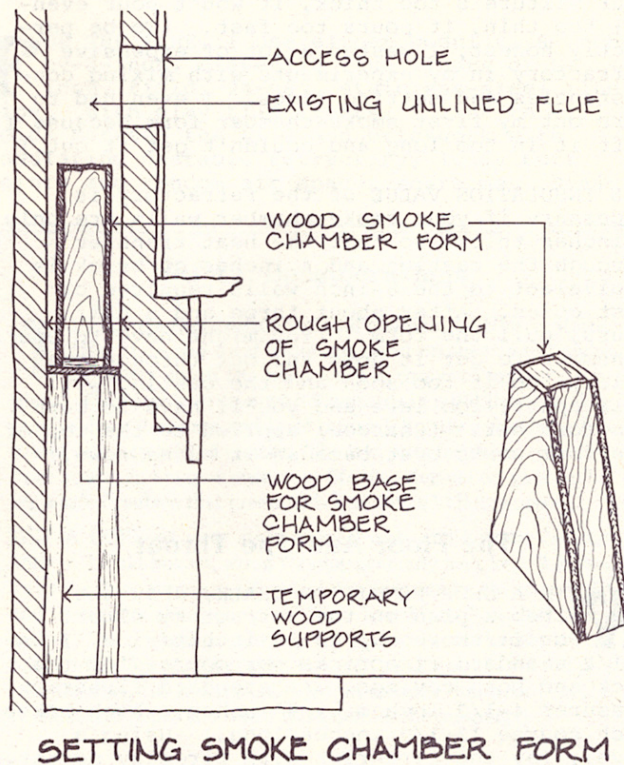 ACCESS HOLE
EXISTING UNLINED FLUE
WOOD SMOKE
CHAMBER FORM
ROUGH OPENING
OF SMOKE
CHAMBER
WOOD BASE
FOR SMOKE
CHAMBER
FORM
TEMPORARY
WOOD
SUPPORTS
SETTING SMOKE CHAMBER FORM